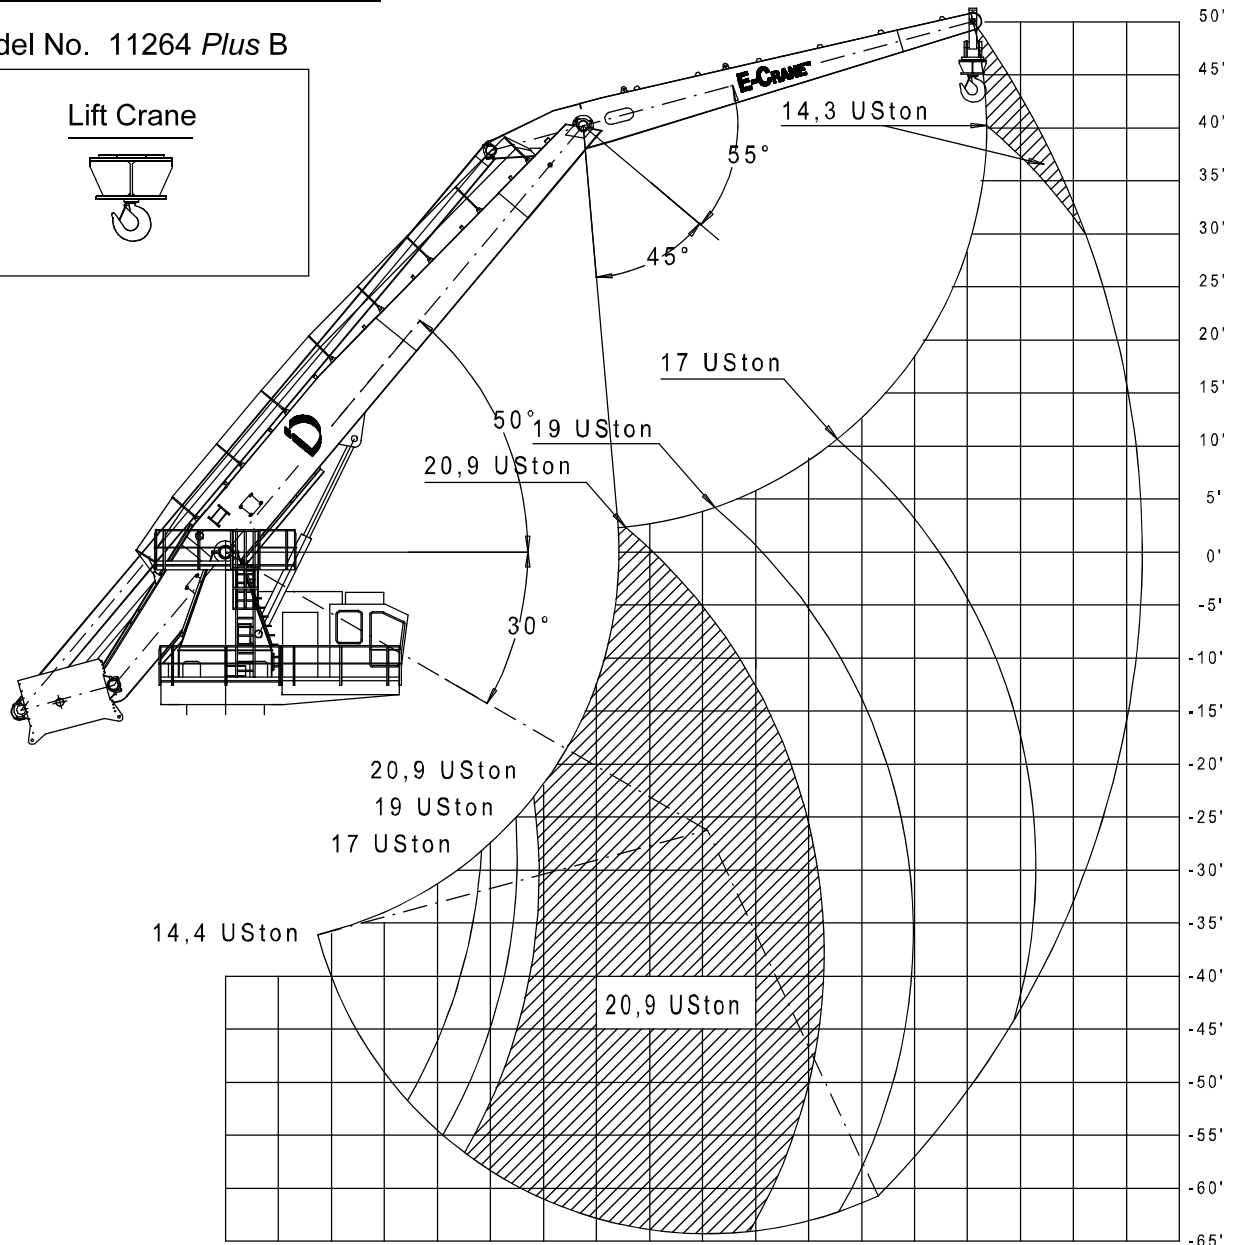 del No. 11264 Plus B
Lift Crane
E-CRANE™
14,3 USton
55°
45°
17 USton
50°
19 USton
20,9 USton
D
H
30°
20,9 USton
19 USton
17 USton
14,4 USton
20,9 USton
50'
45'
40'
35'
30'
25'
20'
15'
10'
5'
0'
-5'
-10'
-15'
-20'
-25'
-30'
-35'
-40'
-45'
-50'
-55'
-60'
-65'